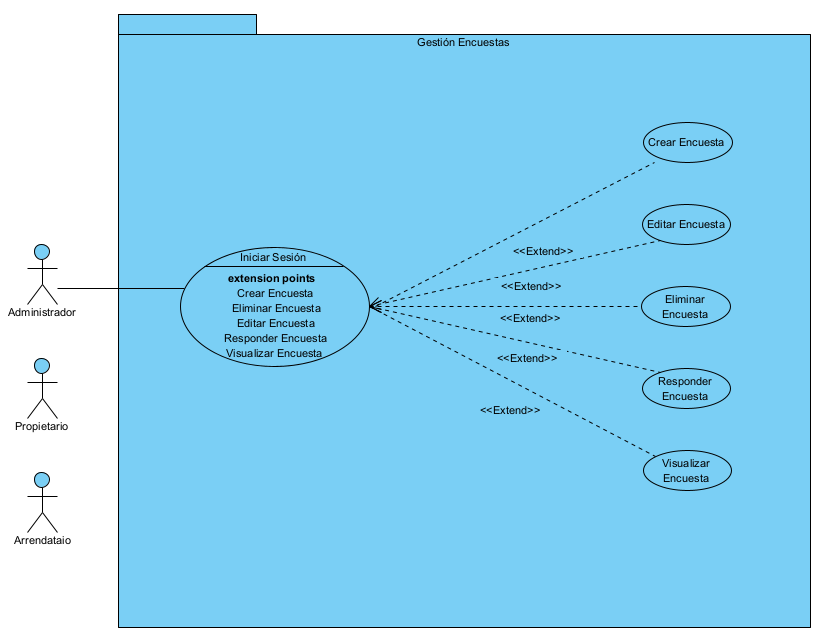 Gestión Encuestas
Crear Encuesta
Editar Encuesta
<<Extend>>
Iniciar Sesión
extension points
Crear Encuesta
Eliminar Encuesta
Editar Encuesta
Responder Encuesta
Visualizar Encuesta
<<Extend>>
Eliminar
Encuesta
Administrador
<<Extend>>
<<Extend>>
Responder
Encuesta
<<Extend>>
Propietario
Visualizar
Encuesta
Arrendataio